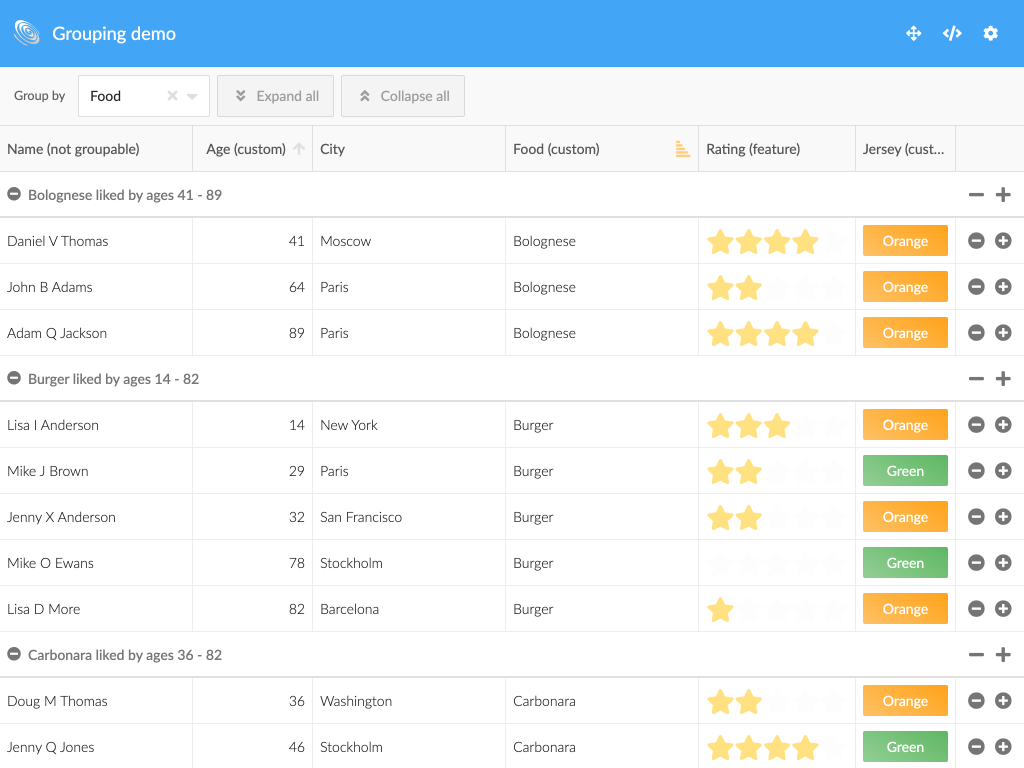 Grouping demo
Group by Food Expand all Collapse all
Name (not groupable) Age (custom) City Food (custom) Rating (feature) Jersey (cust...
Bolognese liked by ages 41 - 89
Daniel V Thomas 41 Moscow Bolognese Orange
John B Adams 64 Paris Bolognese Orange
Adam Q Jackson 89 Paris Bolognese Orange
Burger liked by ages 14 - 82
Lisa I Anderson 14 New York Burger Orange
Mike J Brown 29 Paris Burger Green
Jenny X Anderson 32 San Francisco Burger Orange
Mike O Ewans 78 Stockholm Burger Green
Lisa D More 82 Barcelona Burger Orange
Carbonara liked by ages 36 - 82
Doug M Thomas 36 Washington Carbonara Orange
Jenny Q Jones 46 Stockholm Carbonara Green